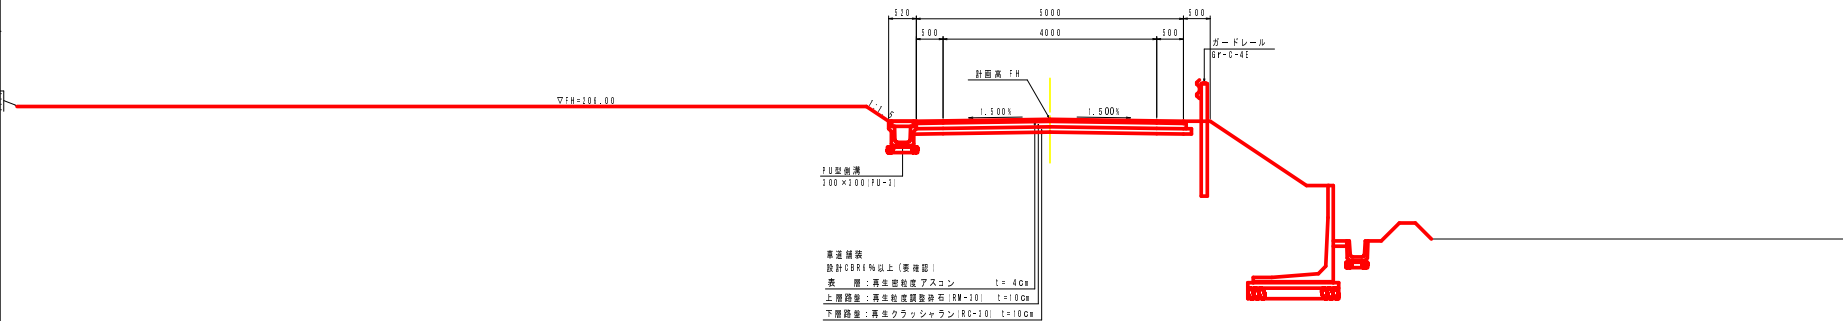 520 5000 500
500 4000 500
ガードレール
Gr-C-4E
計画高 FH
▽FH=206.00
1:1.5
1.500% 1.500%
PU型側溝
300×300(PU-3)
車道舗装
設計CBR6%以上(要確認)
表 層:再生密粒度アスコン t= 4cm
上層路盤:再生粒度調整砕石(RM-30) t=10cm
下層路盤:再生クラッシャラン(RC-30) t=10cm